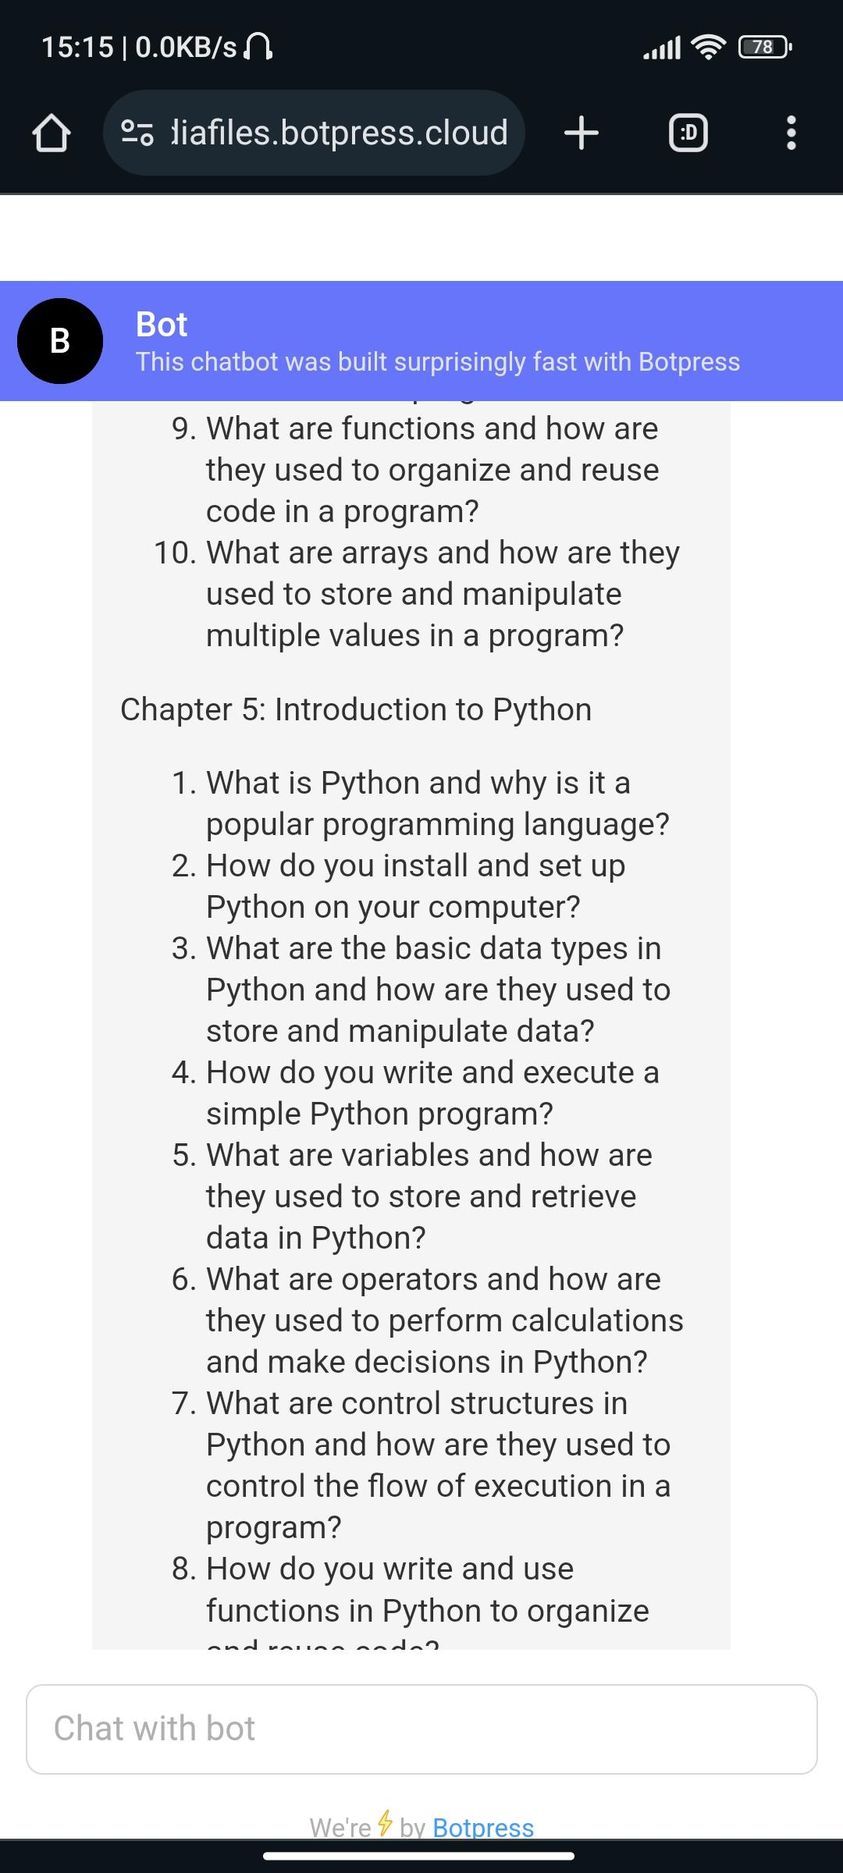 15:15 | 0.0KB/s
78
diafiles.botpress.cloud
:D
B
Bot
This chatbot was built surprisingly fast with Botpress
9. What are functions and how are
they used to organize and reuse
code in a program?
10. What are arrays and how are they
used to store and manipulate
multiple values in a program?
Chapter 5: Introduction to Python
1. What is Python and why is it a
popular programming language?
2. How do you install and set up
Python on your computer?
3. What are the basic data types in
Python and how are they used to
store and manipulate data?
4. How do you write and execute a
simple Python program?
5. What are variables and how are
they used to store and retrieve
data in Python?
6. What are operators and how are
they used to perform calculations
and make decisions in Python?
7. What are control structures in
Python and how are they used to
control the flow of execution in a
program?
8. How do you write and use
functions in Python to organize
and reuse code?
Chat with bot
We're ⚡ by Botpress